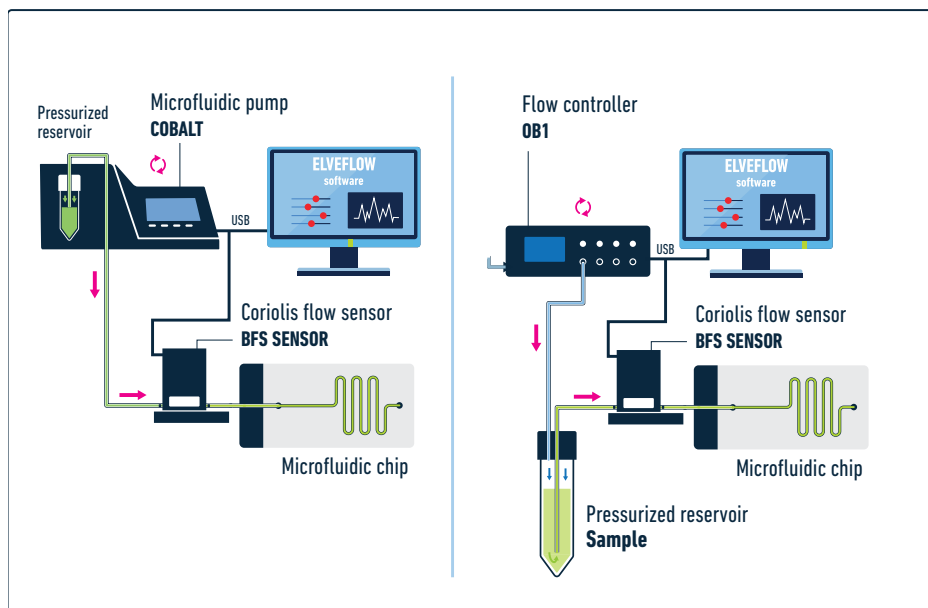 Pressurized
reservoir
Microfluidic pump
COBALT
ELVEFLOW
software
USB
Coriolis flow sensor
BFS SENSOR
Microfluidic chip
Flow controller
OB1
ELVEFLOW
software
USB
Coriolis flow sensor
BFS SENSOR
Microfluidic chip
Pressurized reservoir
Sample